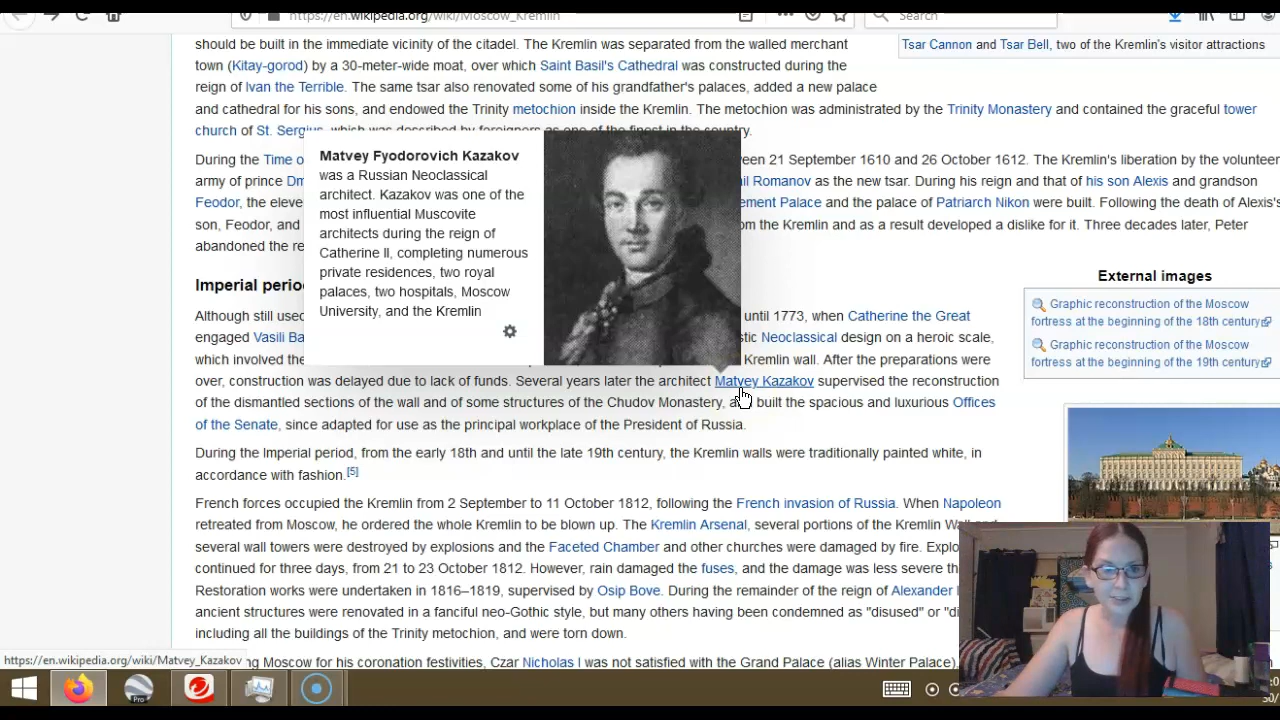 https://en.wikipedia.org/wiki/Moscow_Kremlin
Search
should be built in the immediate vicinity of the citadel. The Kremlin was separated from the walled merchant
town (Kitay-gorod) by a 30-meter-wide moat, over which Saint Basil's Cathedral was constructed during the
reign of Ivan the Terrible. The same tsar also renovated some of his grandfather's palaces, added a new palace
and cathedral for his sons, and endowed the Trinity metochion inside the Kremlin. The metochion was administrated by the Trinity Monastery and contained the graceful tower
church of St. Sergius, which was described by foreigners as one of the finest in the country.
Tsar Cannon and Tsar Bell, two of the Kremlin's visitor attractions
During the Time o
21 September 1610 and 26 October 1612. The Kremlin's liberation by the volunteer
army of prince
Romanov as the new tsar. During his reign and that of his son Alexis and grandson
Feodor, the eleve
Palace and the palace of Patriarch Nikon were built. Following the death of Alexis's
son, Feodor, and
from the Kremlin and as a result developed a dislike for it. Three decades later, Peter
abandoned the re
Matvey Fyodorovich Kazakov
was a Russian Neoclassical
architect. Kazakov was one of the
most influential Muscovite
architects during the reign of
Catherine II, completing numerous
private residences, two royal
palaces, two hospitals, Moscow
University, and the Kremlin
Imperial perio
Although still used
until 1773, when Catherine the Great
engaged Vasili Ba
Neoclassical design on a heroic scale,
which involved the
Kremlin wall. After the preparations were
over, construction was delayed due to lack of funds. Several years later the architect Matvey Kazakov supervised the reconstruction
of the dismantled sections of the wall and of some structures of the Chudov Monastery, a built the spacious and luxurious Offices
of the Senate, since adapted for use as the principal workplace of the President of Russia.
During the Imperial period, from the early 18th and until the late 19th century, the Kremlin walls were traditionally painted white, in
accordance with fashion.[5]
French forces occupied the Kremlin from 2 September to 11 October 1812, following the French invasion of Russia. When Napoleon
retreated from Moscow, he ordered the whole Kremlin to be blown up. The Kremlin Arsenal, several portions of the Kremlin Wall and
several wall towers were destroyed by explosions and the Faceted Chamber and other churches were damaged by fire. Explo
continued for three days, from 21 to 23 October 1812. However, rain damaged the fuses, and the damage was less severe th
Restoration works were undertaken in 1816–1819, supervised by Osip Bove. During the remainder of the reign of Alexander I
ancient structures were renovated in a fanciful neo-Gothic style, but many others having been condemned as "disused" or "di
including all the buildings of the Trinity metochion, and were torn down.
ng Moscow for his coronation festivities, Czar Nicholas I was not satisfied with the Grand Palace (alias Winter Palace),
External images
Graphic reconstruction of the Moscow
fortress at the beginning of the 18th century
Graphic reconstruction of the Moscow
fortress at the beginning of the 19th century
https://en.wikipedia.org/wiki/Matvey_Kazakov
Pro